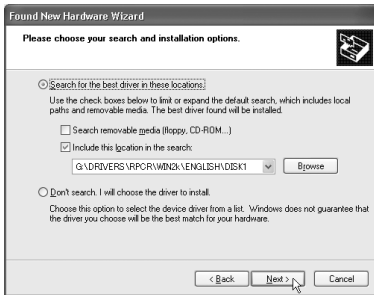 Found New Hardware Wizard
Please choose your search and installation options.
Search for the best driver in these locations.
Use the check boxes below to limit or expand the default search, which includes local
paths and removable media. The best driver found will be installed.
Search removable media (floppy, CD-ROM...)
Include this location in the search:
G:\DRIVERS\RPCR\WIN2k\ENGLISH\DISK1
Browse
Don't search. I will choose the driver to install.
Choose this option to select the device driver from a list. Windows does not guarantee that
the driver you choose will be the best match for your hardware.
< Back
Next >
Cancel